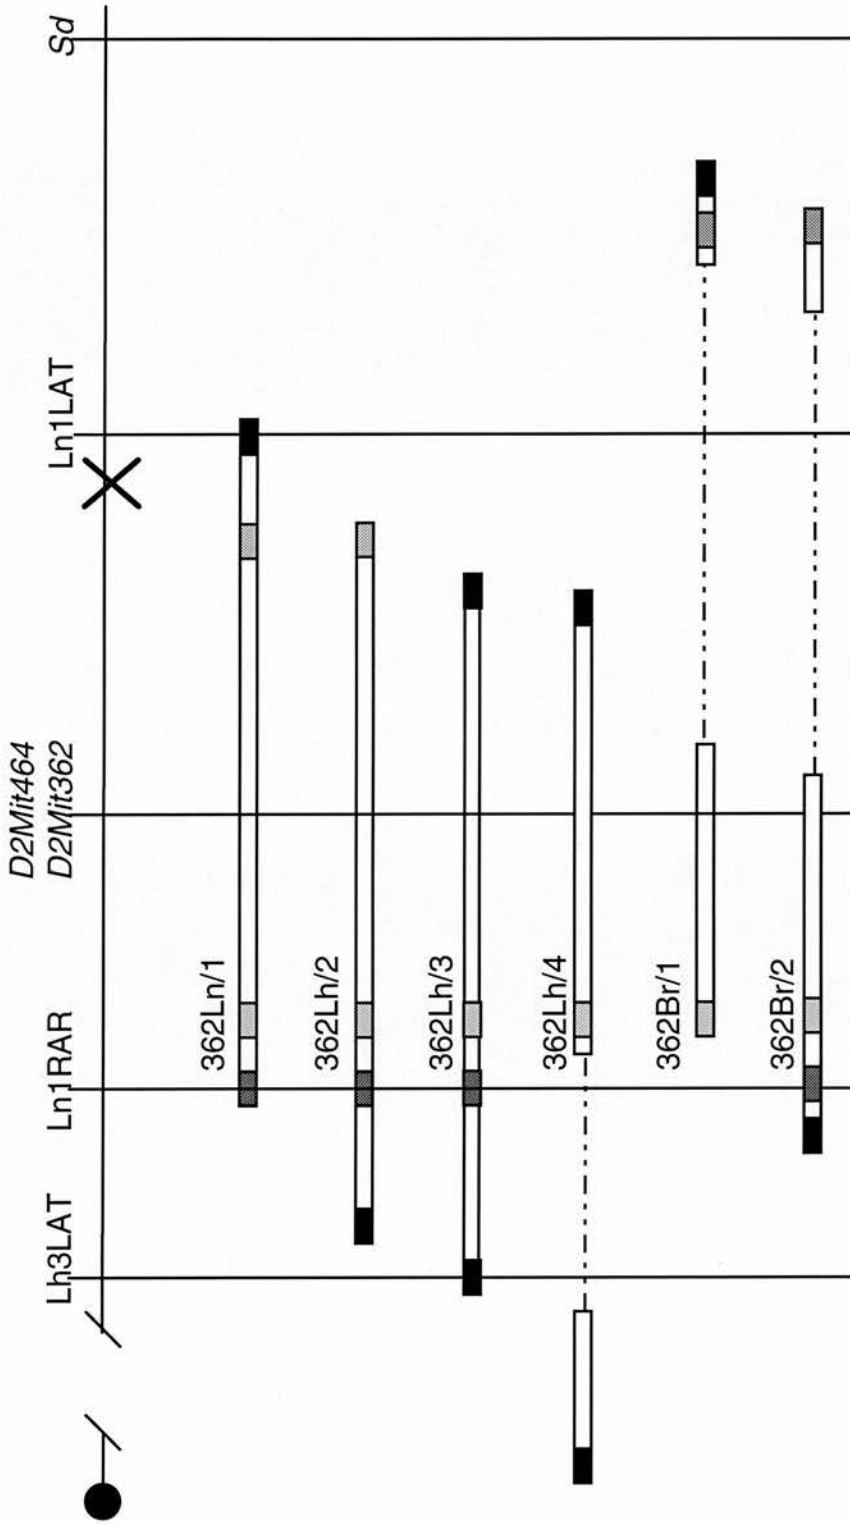 D2Mit464
Lh3LAT Ln1RAR D2Mit362 Ln1LAT Sd
362Ln/1
362Lh/2
362Lh/3
362Lh/4
362Br/1
362Br/2